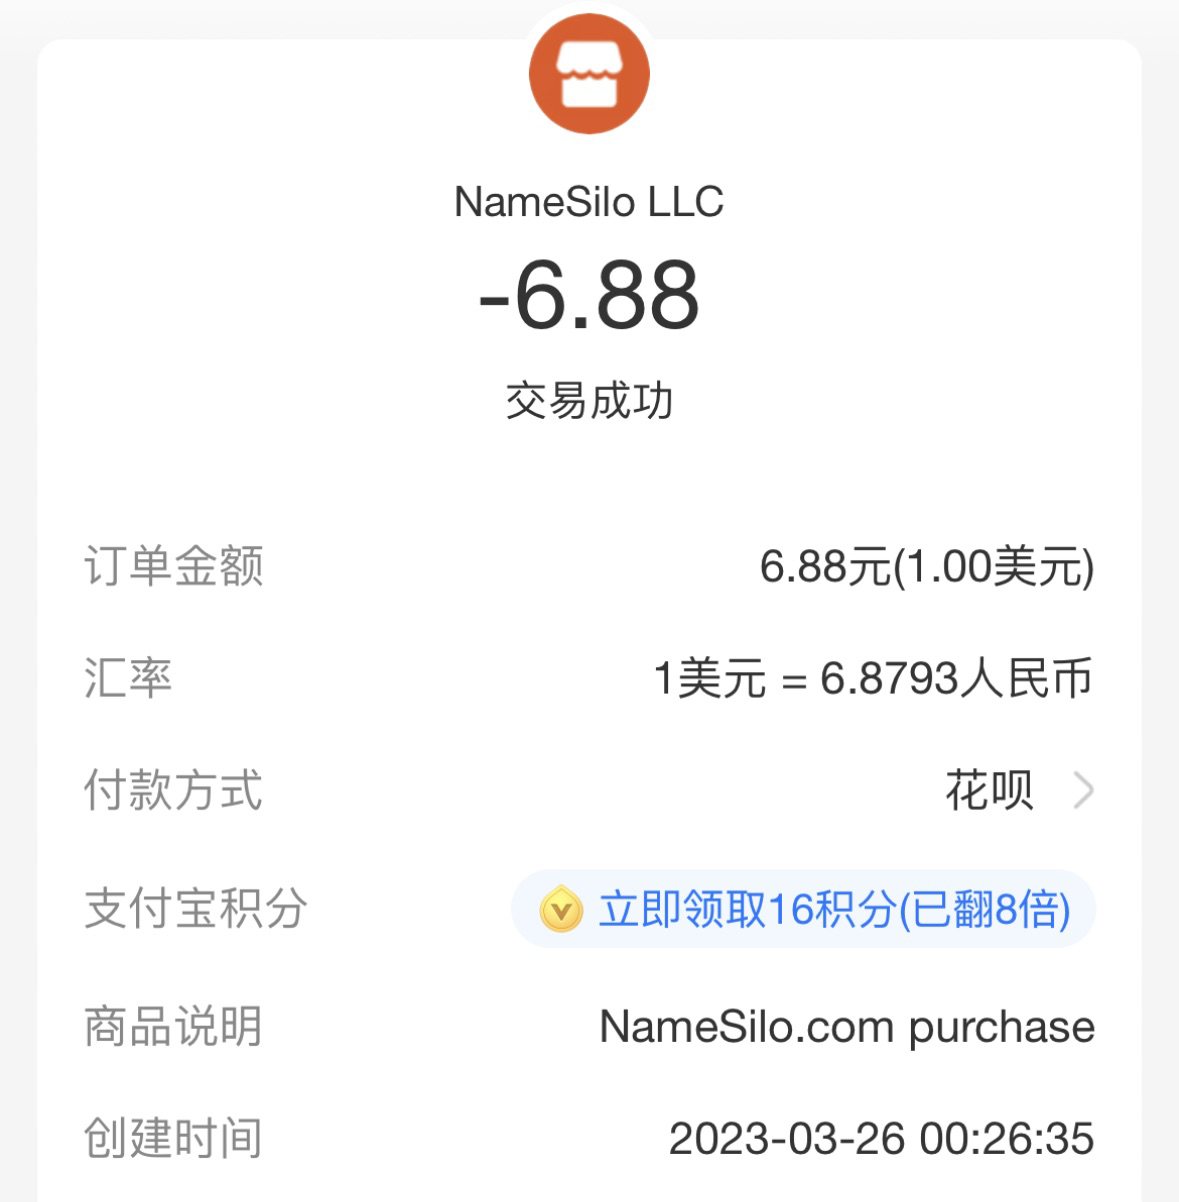 NameSilo LLC
-6.88
交易成功
订单金额 6.88元(1.00美元)
汇率 1美元 = 6.8793人民币
付款方式 花呗
支付宝积分 立即领取16积分(已翻8倍)
商品说明 NameSilo.com purchase
创建时间 2023-03-26 00:26:35